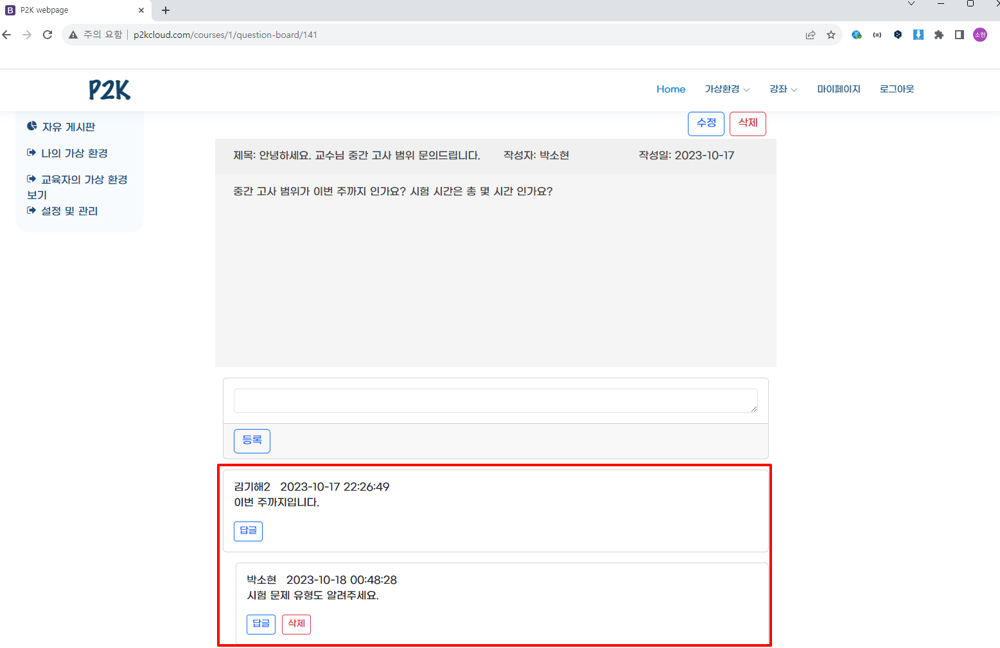 P2K webpage
주의 요함 | p2kcloud.com/courses/1/question-board/141
소현
P2K
Home 가상환경 강좌 마이페이지 로그아웃
자유 게시판
나의 가상 환경
교육자의 가상 환경
보기
설정 및 관리
수정 삭제
제목: 안녕하세요. 교수님 중간 고사 범위 문의드립니다. 작성자: 박소현 작성일: 2023-10-17
중간 고사 범위가 이번 주까지 인가요? 시험 시간은 총 몇 시간 인가요?
등록
김기해2 2023-10-17 22:26:49
이번 주까지입니다.
답글
박소현 2023-10-18 00:48:28
시험 문제 유형도 알려주세요.
답글 삭제